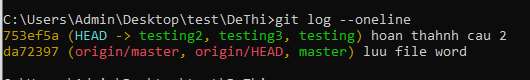 C:\Users\Admin\Desktop\test\DeThi>git log --oneline
753ef5a (HEAD -> testing2, testing3, testing) hoan thahnh cau 2
da72397 (origin/master, origin/HEAD, master) luu file word